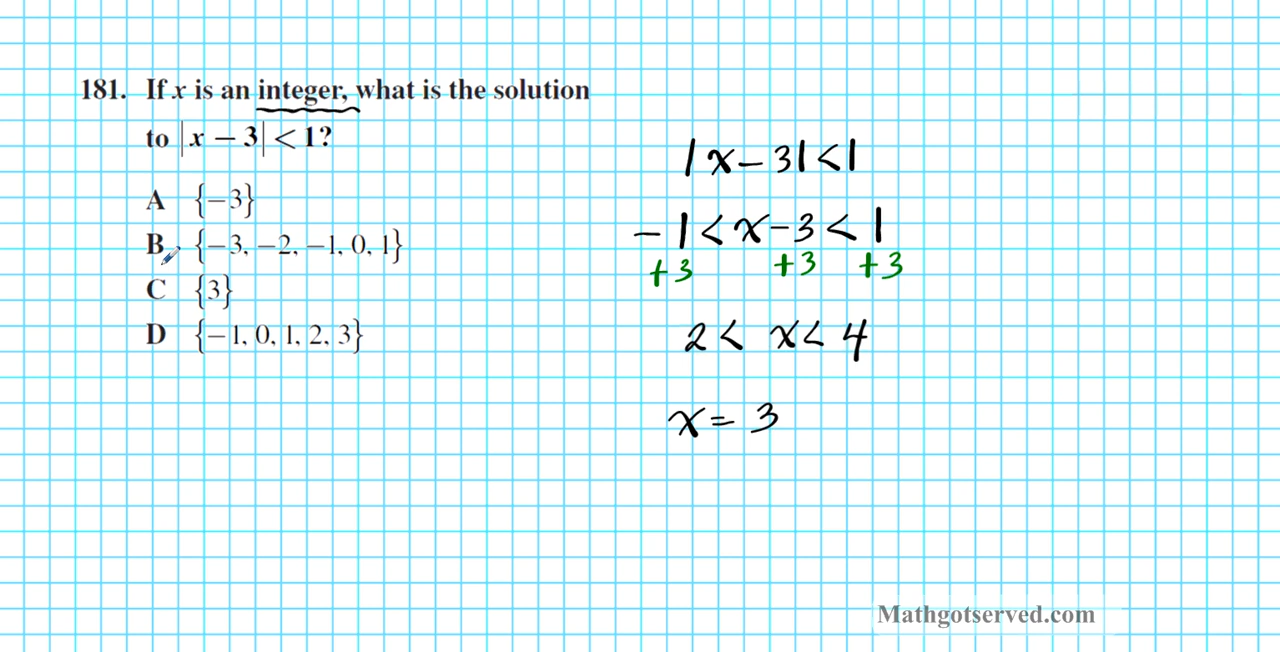 181. If x is an integer, what is the solution
to |x – 3| < 1?
A {–3}
B {–3, –2, –1, 0, 1}
C {3}
D {–1, 0, 1, 2, 3}
|x – 3| < 1
– 1 < x – 3 < 1
+3 +3 +3
2 < x < 4
x = 3
Mathgotserved.com